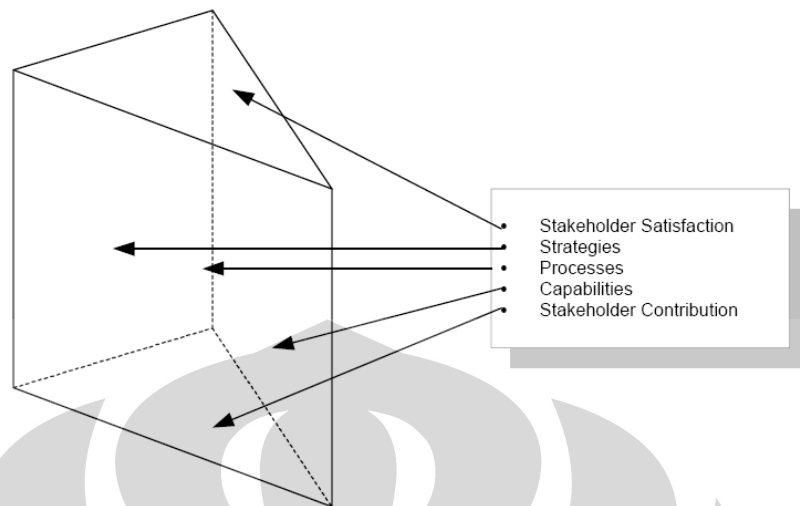 • Stakeholder Satisfaction
• Strategies
• Processes
• Capabilities
• Stakeholder Contribution